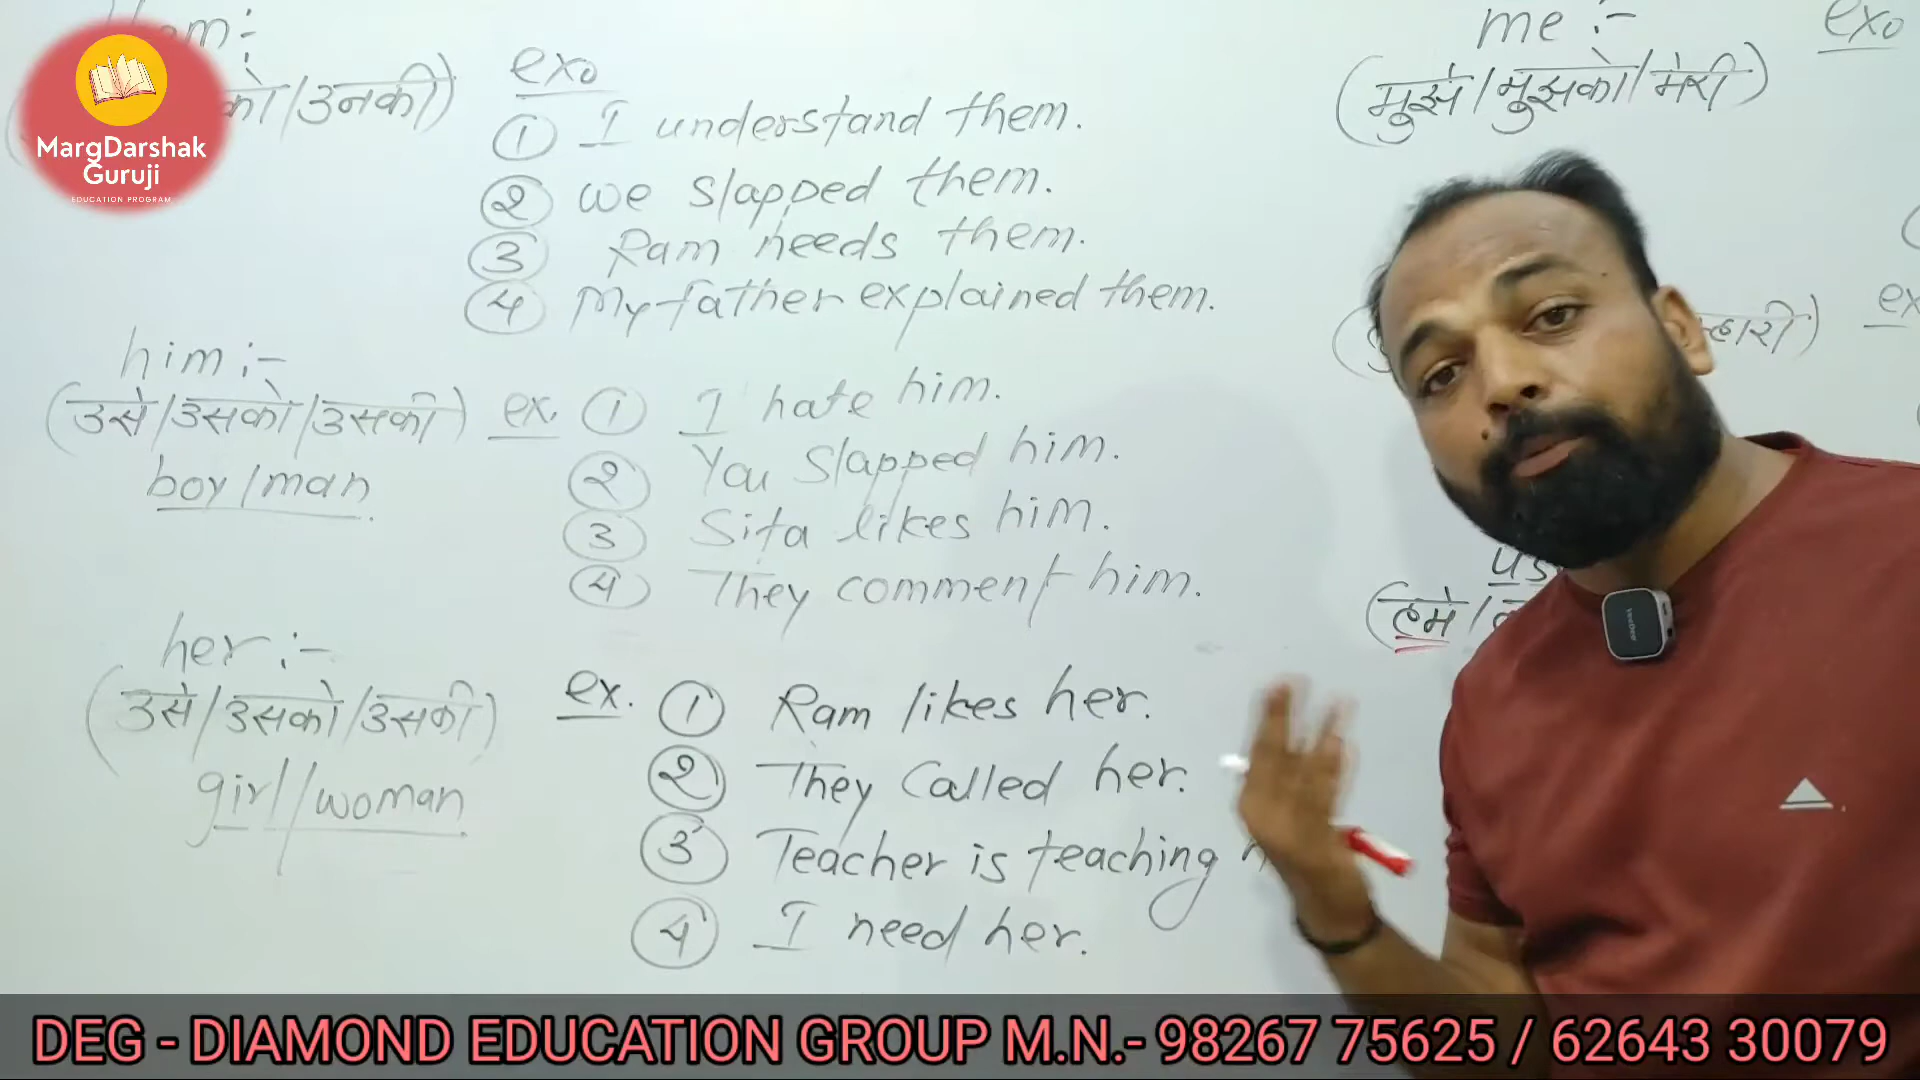 MargDarshak
Guruji
EDUCATION PROGRAM
को/उनकी)
exo
① I understand them.
② We slapped them.
③ Ram needs them.
④ My father explained them.
him :-
(उसे/उसको/उसकी)
boy/man
ex.
① I hate him.
② You slapped him.
③ Sita likes him.
④ They comment him.
her :-
(उसे/उसको/उसकी)
girl/woman
ex.
① Ram likes her.
② They called her.
③ Teacher is teaching
④ I need her.
me :-
(मुझे/मुझको/मेरी)
exo
ex
us
(हमे/
DEG - DIAMOND EDUCATION GROUP M.N.- 98267 75625 / 62643 30079